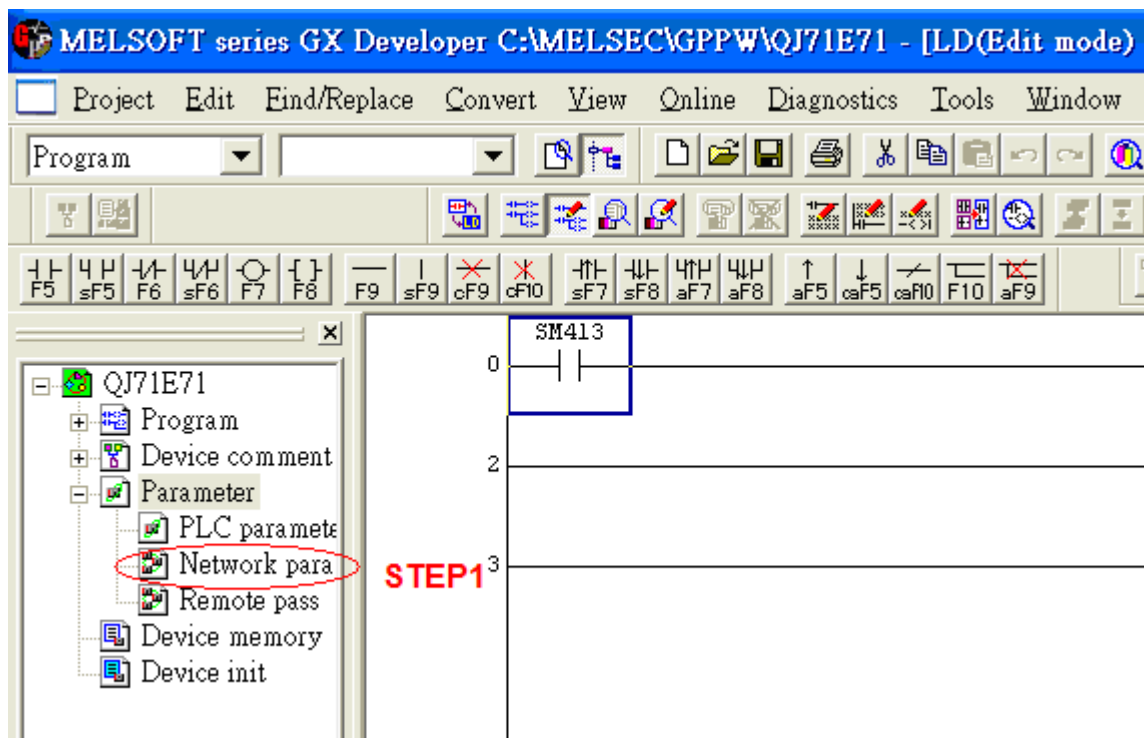 MELSOFT series GX Developer C:\MELSEC\GPPW\QJ71E71 - [LD(Edit mode)
Project Edit Find/Replace Convert View Online Diagnostics Tools Window
Program
F5 sF5 F6 sF6 F7 F8 F9 sF9 cF9 cF10 sF7 sF8 aF7 aF8 aF5 caF5 caF10 F10 aF9
QJ71E71
Program
Device comment
Parameter
PLC paramete
Network para
Remote pass
Device memory
Device init
SM413
0
2
STEP1 3